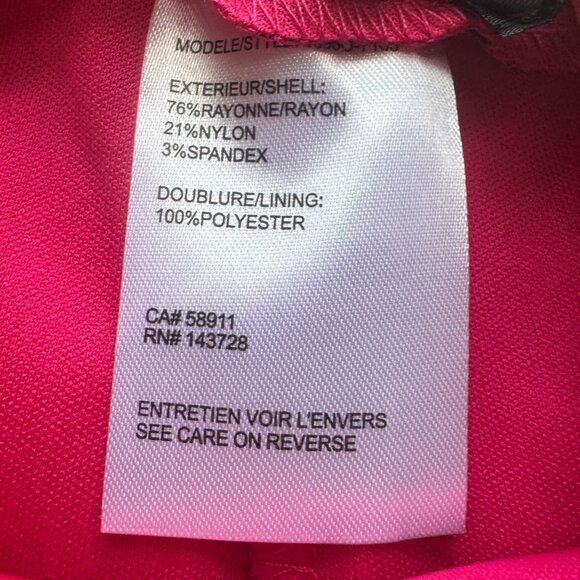 MODELE/STYLE:
EXTERIEUR/SHELL:
76%RAYONNE/RAYON
21%NYLON
3%SPANDEX
DOUBLURE/LINING:
100%POLYESTER
CA# 58911
RN# 143728
ENTRETIEN VOIR L'ENVERS
SEE CARE ON REVERSE